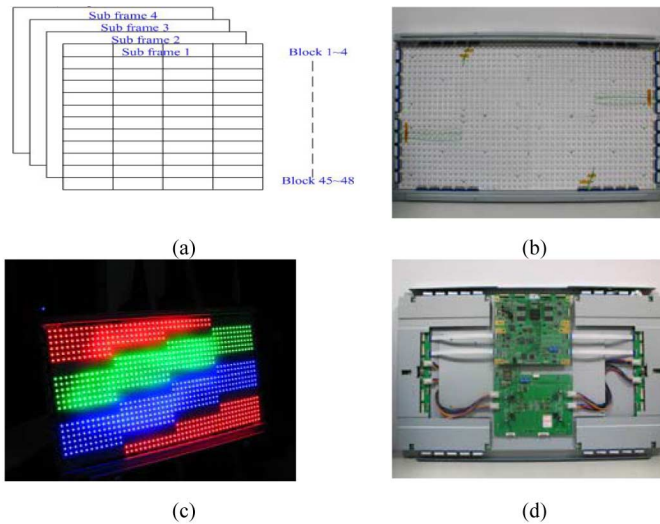 Sub frame 4
Sub frame 3
Sub frame 2
Sub frame 1
Block 1~4
Block 45~48
(a)
(b)
(c)
(d)